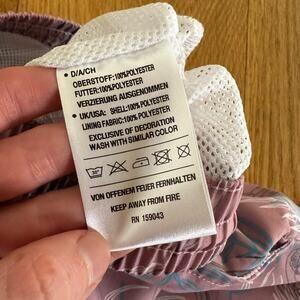 • D/A/CH
OBERSTOFF:100%POLYESTER
FUTTER:100%POLYESTER
VERZIERUNG AUSGENOMMEN
• UK/USA: SHELL:100%POLYESTER
LINING FABRIC:100%POLYESTER
EXCLUSIVE OF DECORATION
WASH WITH SIMILAR COLOR
30°
VON OFFENEM FEUER FERNHALTEN
KEEP AWAY FROM FIRE
RN 159043